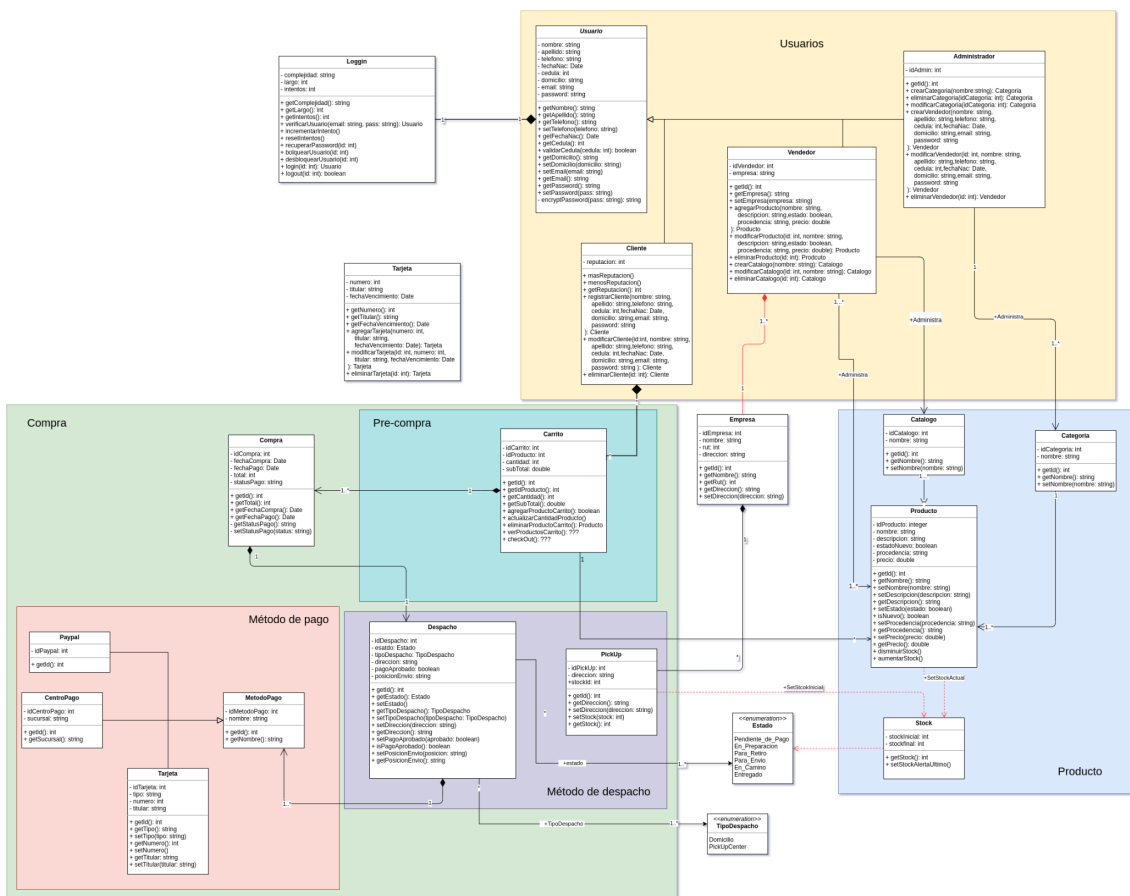 Usuarios
Usuario
- nombre: string
- apellido: string
- telefono: string
- fechaNac: Date
- cedula: int
- domicilio: string
- email: string
- password: string
+ getNombre(): string
+ getApellido(): string
+ getTelefono(): string
+ setTelefono(telefono: string)
+ getFechaNac(): Date
+ getCedula(): int
+ validarCedula(cedula: int): boolean
+ getDomicilio(): string
+ setDomicilio(domicilio: string)
+ setEmail(email: string)
+ getEmail(): string
+ getPassword(): string
+ setPassword(pass: string)
- encryptPassword(pass: string): string
Loggin
- complejidad: string
- largo: int
- intentos: int
+ getComplejidad(): string
+ getLargo(): int
+ getIntentos(): int
+ verificarUsuario(email: string, pass: string): Usuario
+ incrementarIntento()
+ resetIntentos()
+ recuperarPassword(id: int)
+ bolquearUsuario(id: int)
+ desbloquearUsuario(id: int)
+ login(id: int): Usuario
+ logout(id: int): boolean
1
1
Administrador
- idAdmin: int
+ getId(): int
+ crearCategoria(nombre:string): Categoria
+ eliminarCategoria(idCategoria: int): Categoria
+ modificarCategoria(idCategoria: int): Categoria
+ crearVendedor(nombre: string,
apellido:string,telefono: string,
cedula: int,fechaNac: Date,
domicilio: string,email: string,
password: string
): Vendedor
+ modificarVendedor(id: int, nombre: string,
apellido:string,telefono: string,
cedula: int,fechaNac: Date,
domicilio: string,email: string,
password: string
): Vendedor
+ eliminarVendedor(id: int): Vendedor
Vendedor
- idVendedor: int
- empresa: string
+ getId(): int
+ getEmpresa(): string
+ setEmpresa(empresa: string)
+ agregarProducto(nombre: string,
descripcion: string,estado: boolean,
procedencia: string, precio: double
): Producto
+ modificarProducto(id: int, nombre: string,
descripcion: string,estado: boolean,
procedencia: string, precio: double): Producto
+ eliminarProducto(id: int): Prodcuto
+ crearCatalogo(nombre: string): Catalogo
+ modificarCatalogo(id: int, nombre: string): Catalogo
+ eliminarCatalogo(id: int): Catalogo
Cliente
- reputacion: int
+ masReputacion()
+ menosReputacion()
+ getReputacion(): int
+ registrarCliente(nombre: string,
apellido: string,telefono: string,
cedula: int,fechaNac: Date,
domicilio: string,email: string,
password: string
): Cliente
+ modificarCliente(id:int, nombre: string,
apellido:string,telefono: string,
cedula: int,fechaNac: Date,
domicilio: string,email: string,
password: string ): Cliente
+ eliminarCliente(id: int): Cliente
Tarjeta
- numero: int
- titular: string
- fechaVencimiento: Date
+ getNumero(): int
+ getTitular(): string
+ getFechaVencimiento(): Date
+ agregarTarjeta(numero: int,
titular: string,
fechaVencimiento: Date): Tarjeta
+ modificarTarjeta(id: int, numero: int,
titular: string, fechaVencimiento: Date
): Tarjeta
+ eliminarTarjeta(id: int): Tarjeta
1
1..*
1..*
+Administra
+Administra
+Administra
1..*
1
Compra
Pre-compra
Compra
- idCompra: int
- fechaCompra: Date
- fechaPago: Date
- total: int
- statusPago: string
+ getId(): int
+ getTotal(): int
+ getFechaCompra(): Date
+ getFechaPago(): Date
- getStatusPago(): string
- setStatusPago(status: string)
1..*
1
Carrito
- idCarrito: int
- idProducto: int
- cantidad: int
- subTotal: double
+ getId(): int
+ getIdProducto(): int
+ getCantidad(): int
+ getSubTotal(): double
+ agregarProductoCarrito(): boolean
+ actualizarCantidadProducto()
+ eliminarProductoCarrito(): Producto
+ verProductosCarrito(): ???
+ checkOut(): ???
Empresa
- idEmpresa: int
- nombre: string
- rut: int
- direccion: string
+ getId(): int
+ getNombre(): string
+ getRut(): int
+ getDireccion(): string
+ setDireccion(direccion: string)
Catalogo
- idCatalogo: int
- nombre: string
+ getId(): int
+ getNombre(): string
+ setNombre(nombre: string)
1..*
Categoria
- idCategoria: int
- nombre: string
+ getId(): int
+ getNombre(): string
+ setNombre(nombre: string)
1
Producto
- idProducto: integer
- nombre: string
- descripcion: string
- estadoNuevo: boolean
- procedencia: string
- precio: double
+ getId(): int
+ getNombre(): string
+ setNombre(nombre: string)
+ setDescripcion(descripcion: string)
+ getDescripcion(): string
+ setEstado(estado: boolean)
+ isNuevo(): boolean
+ setProcedencia(procedencia: string)
+ getProcedencia(): string
+ setPrecio(precio: double)
+ getPrecio(): double
+ disminuirStock()
+ aumentarStock()
1..*
1..*
*
1
1
1
1
Método de pago
Paypal
- idPaypal: int
+ getId(): int
CentroPago
- idCentroPago: int
- sucursal: string
+ getId(): int
+ getSucursal(): string
MetodoPago
- idMetodoPago: int
- nombre: string
+ getId(): int
+ getNombre(): string
1..*
1
Tarjeta
- idTarjeta: int
- tipo: string
- numero: int
- titular: string
+ getId(): int
+ getTipo(): string
+ setTipo(tipo: string)
+ getNumero(): int
+ setNumero()
+ getTitular(): string
+ setTitular(titular: string)
Despacho
- idDespacho: int
- esatdo: Estado
- tipoDespacho: TipoDespacho
- direccion: string
- pagoAprobado: boolean
- posicionEnvio: string
+ getId(): int
+ getEstado(): Estado
+ setEstado()
+ getTipoDespacho(): TipoDespacho
+ setTipoDespacho(tipoDespacho: TipoDespacho)
+ setDireccion(direccion: string)
+ getDireccion(): string
+ setPagoAprobado(aprobado: boolean)
+ isPagoAprobado(): boolean
+ setPosicionEnvio(posicion: string)
+ getPosicionEnvio(): string
PickUp
- idPickUp: int
- direccion: string
+stockId: int
+ getId(): int
+ getDireccion(): string
+ setDireccion(direccion: string)
+ setStock(stock: int)
+ getStock(): int
Método de despacho
+SetStcokInicial
+SetStockActual
+estado
1..*
+TipoDespacho
1..*
<<enumeration>>
Estado
Pendiente_de_Pago
En_Preparacion
Para_Retiro
Para_Envio
En_Camino
Entregado
<<enumeration>>
TipoDespacho
Domicilio
PickUpCenter
Stock
- stockInicial: int
- stockfinal: int
+ getStock(): int
+ setStockAlertaUltimo()
Producto